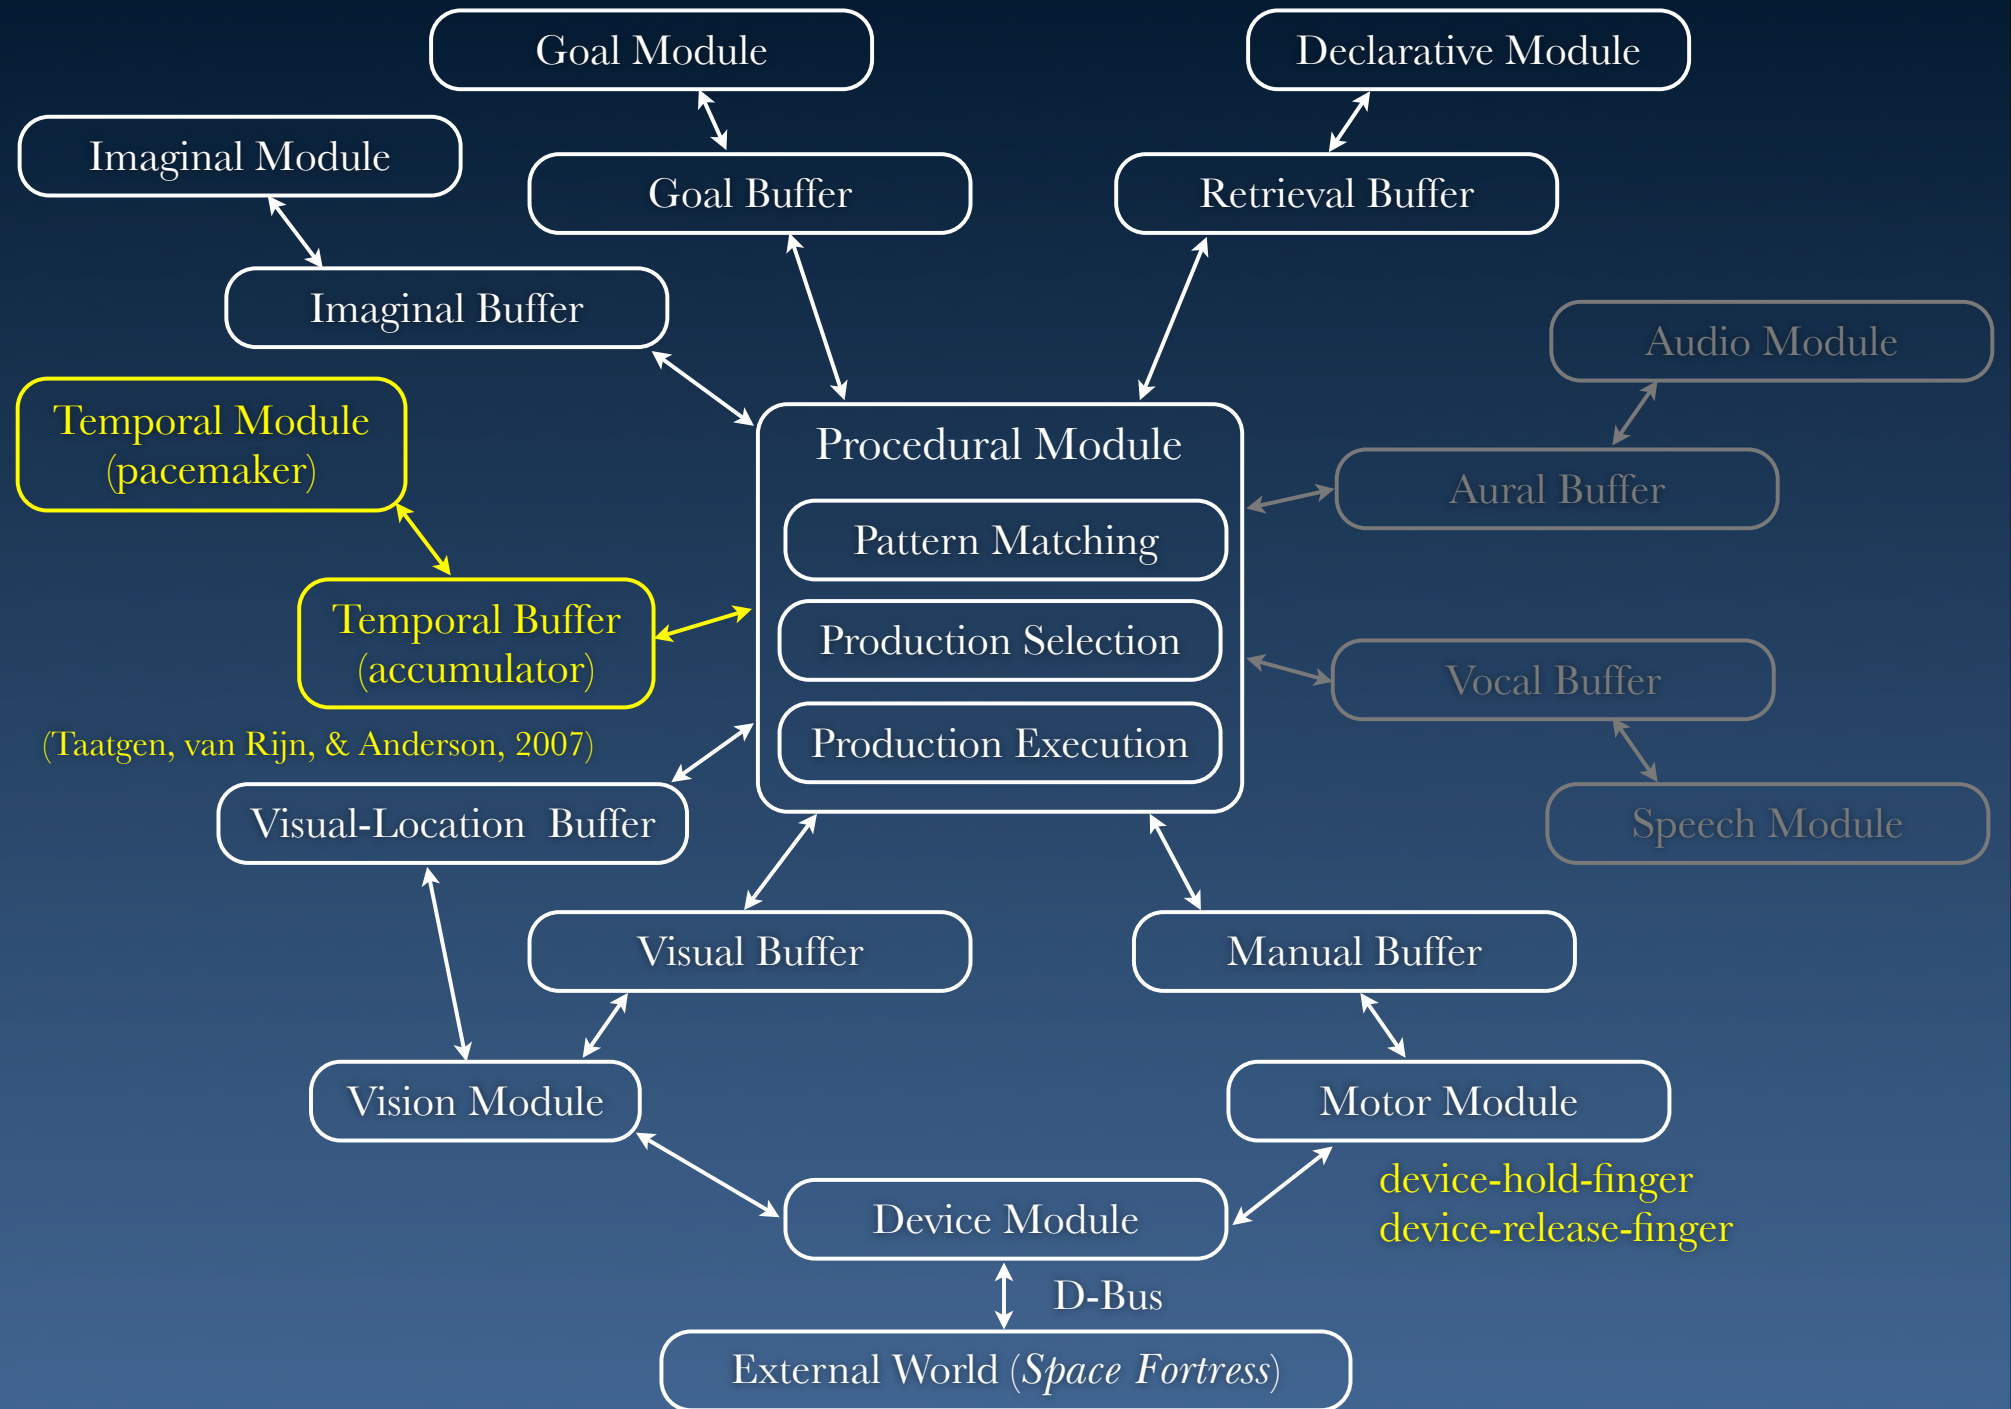 Goal Module
Declarative Module
Imaginal Module
Goal Buffer
Retrieval Buffer
Imaginal Buffer
Audio Module
Temporal Module
(pacemaker)
Procedural Module
Aural Buffer
Pattern Matching
Temporal Buffer
(accumulator)
Production Selection
Vocal Buffer
(Taatgen, van Rijn, & Anderson, 2007)
Production Execution
Visual-Location Buffer
Speech Module
Visual Buffer
Manual Buffer
Vision Module
Motor Module
device-hold-finger
device-release-finger
Device Module
D-Bus
External World (Space Fortress)